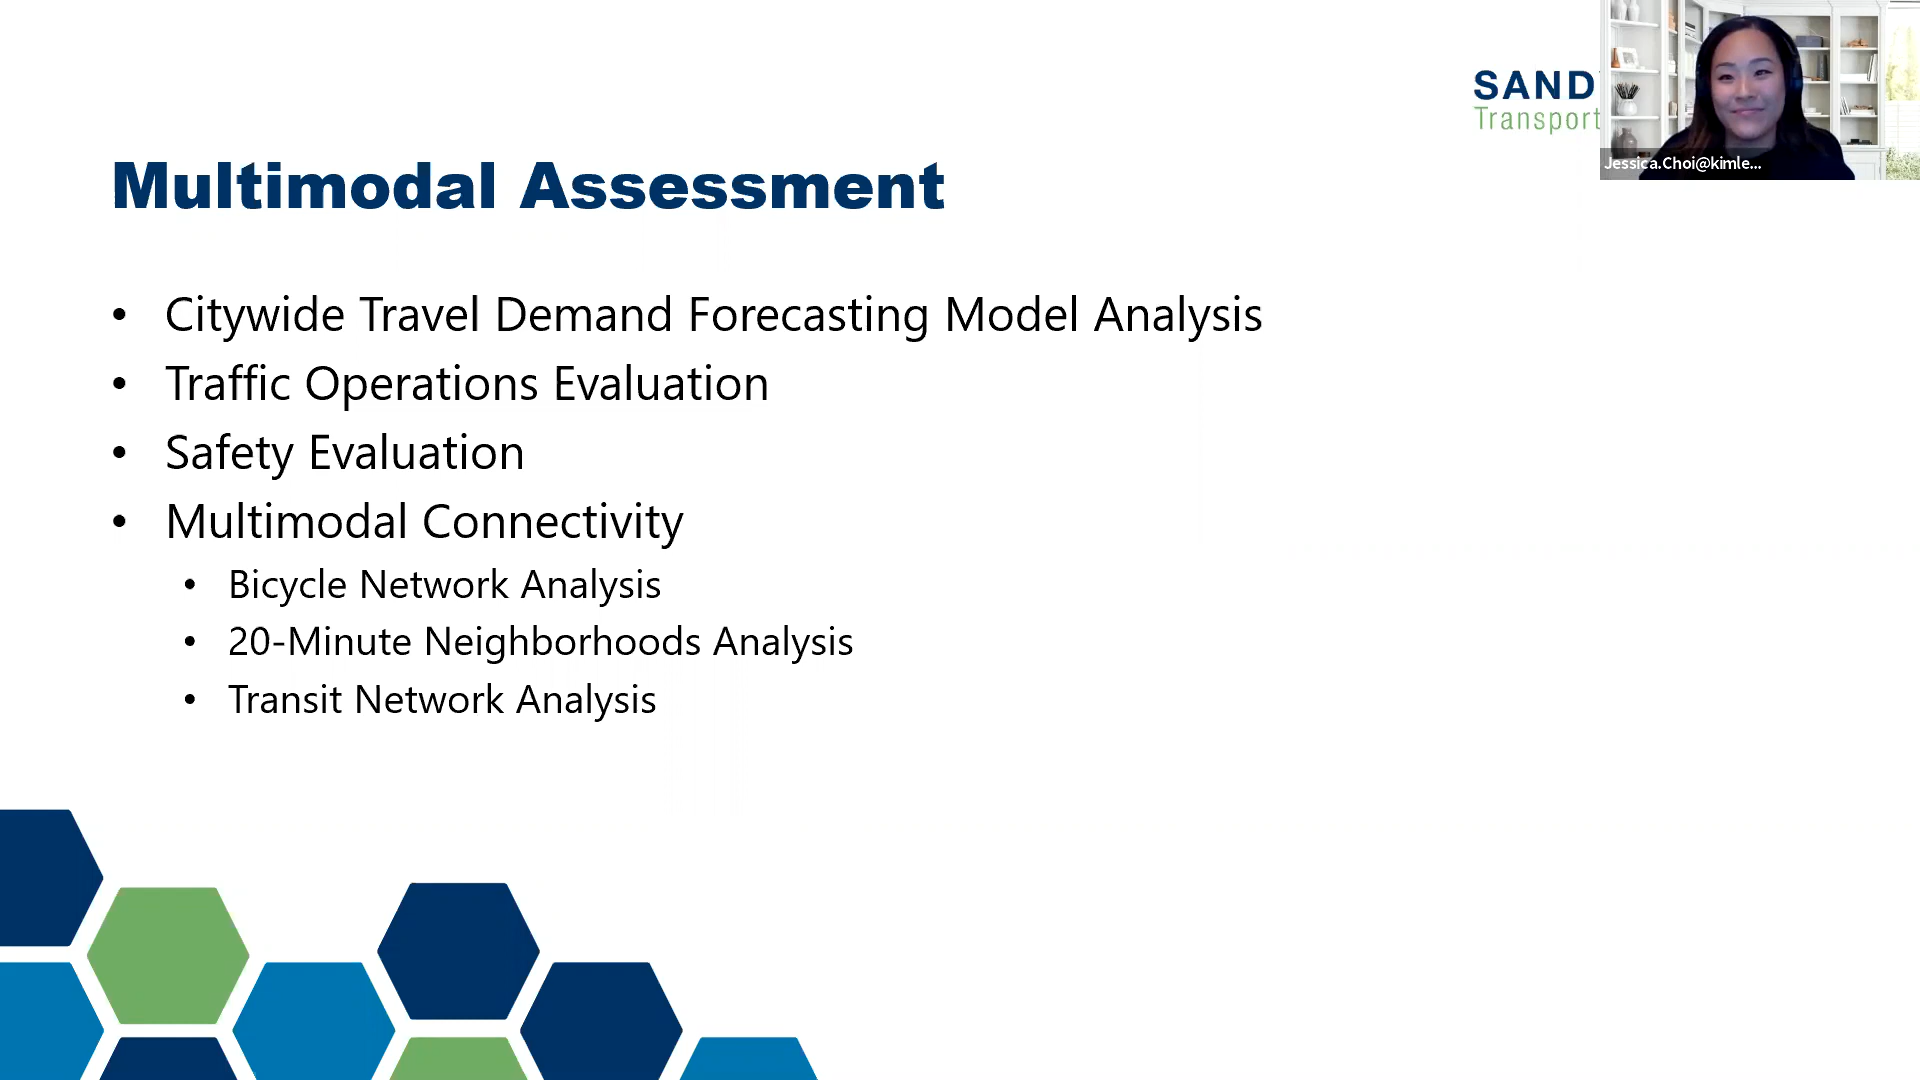 SAND
Transport
Jessica.Choi@kimle...
Multimodal Assessment
• Citywide Travel Demand Forecasting Model Analysis
• Traffic Operations Evaluation
• Safety Evaluation
• Multimodal Connectivity
• Bicycle Network Analysis
• 20-Minute Neighborhoods Analysis
• Transit Network Analysis